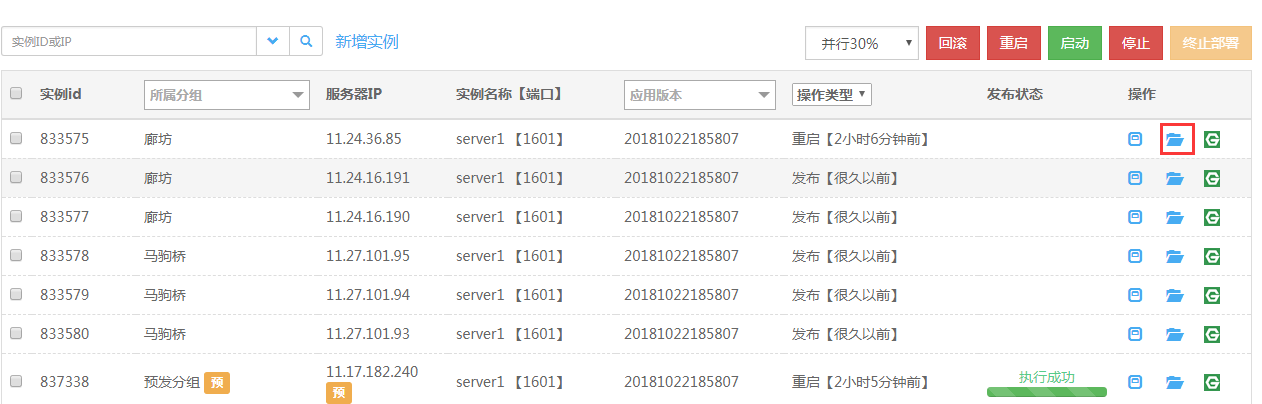 实例ID或IP 新增实例 并行30% 回滚 重启 启动 停止 终止部署
实例id 所属分组 服务器IP 实例名称【端口】 应用版本 操作类型 发布状态 操作
833575 廊坊 11.24.36.85 server1 【1601】 20181022185807 重启【2小时6分钟前】
833576 廊坊 11.24.16.191 server1 【1601】 20181022185807 发布【很久以前】
833577 廊坊 11.24.16.190 server1 【1601】 20181022185807 发布【很久以前】
833578 马驹桥 11.27.101.95 server1 【1601】 20181022185807 发布【很久以前】
833579 马驹桥 11.27.101.94 server1 【1601】 20181022185807 发布【很久以前】
833580 马驹桥 11.27.101.93 server1 【1601】 20181022185807 发布【很久以前】
837338 预发分组 预 11.17.182.240 预 server1 【1601】 20181022185807 重启【2小时5分钟前】 执行成功